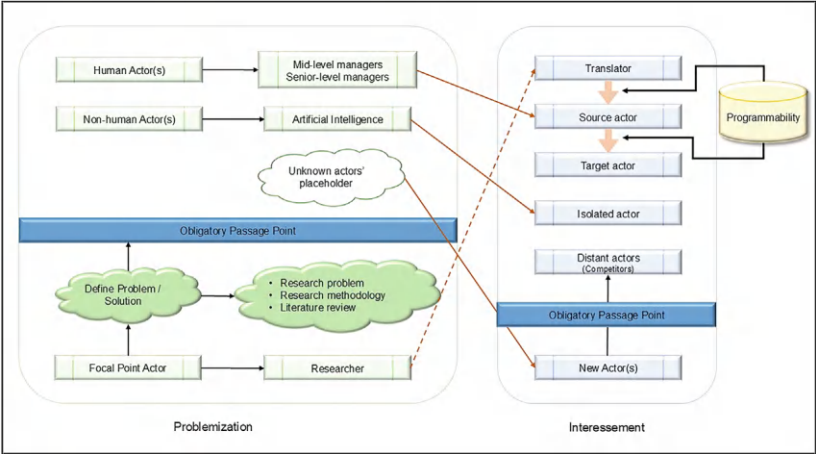 Human Actor(s)
Mid-level managers
Senior-level managers
Non-human Actor(s)
Artificial Intelligence
Unknown actors'
placeholder
Obligatory Passage Point
Define Problem /
Solution
• Research problem
• Research methodology
• Literature review
Focal Point Actor
Researcher
Problemization
Translator
Source actor
Target actor
Isolated actor
Distant actors
(Competitors)
Obligatory Passage Point
New Actor(s)
Interessement
Programmability